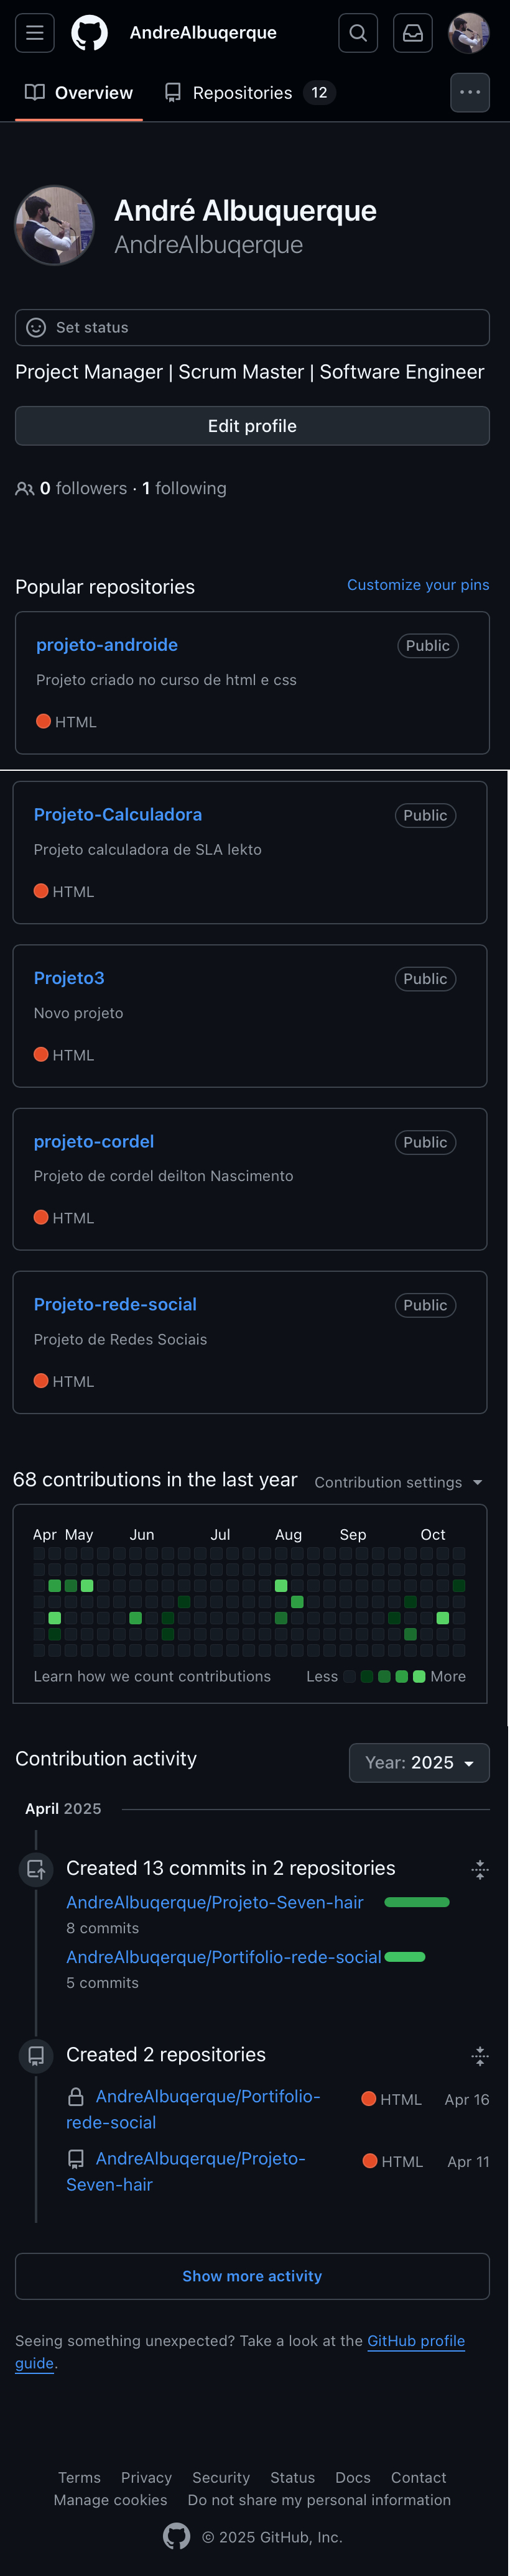 AndreAlbuqerque
Overview
Repositories 12
André Albuquerque
AndreAlbuqerque
Set status
Project Manager | Scrum Master | Software Engineer
Edit profile
0 followers · 1 following
Popular repositories
Customize your pins
projeto-androide
Public
Projeto criado no curso de html e css
HTML
Projeto-Calculadora
Public
Projeto calculadora de SLA lekto
HTML
Projeto3
Public
Novo projeto
HTML
projeto-cordel
Public
Projeto de cordel deilton Nascimento
HTML
Projeto-rede-social
Public
Projeto de Redes Sociais
HTML
68 contributions in the last year
Contribution settings
Apr May Jun Jul Aug Sep Oct
Learn how we count contributions
Less More
Contribution activity
Year: 2025
April 2025
Created 13 commits in 2 repositories
AndreAlbuqerque/Projeto-Seven-hair
8 commits
AndreAlbuqerque/Portifolio-rede-social
5 commits
Created 2 repositories
AndreAlbuqerque/Portifolio-
rede-social
HTML Apr 16
AndreAlbuqerque/Projeto-
Seven-hair
HTML Apr 11
Show more activity
Seeing something unexpected? Take a look at the GitHub profile
guide.
Terms Privacy Security Status Docs Contact
Manage cookies Do not share my personal information
© 2025 GitHub, Inc.